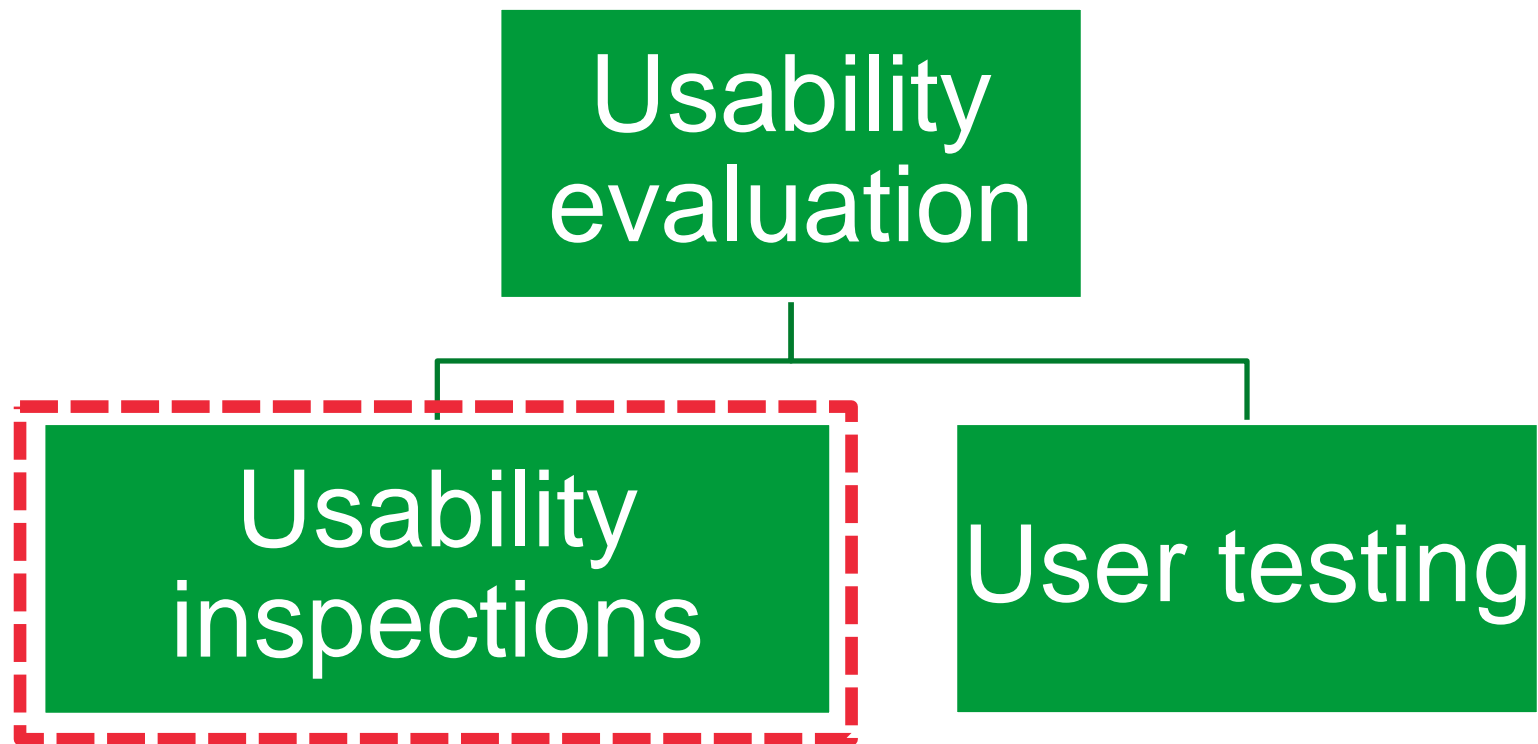 Usability
evaluation
Usability
inspections
User testing